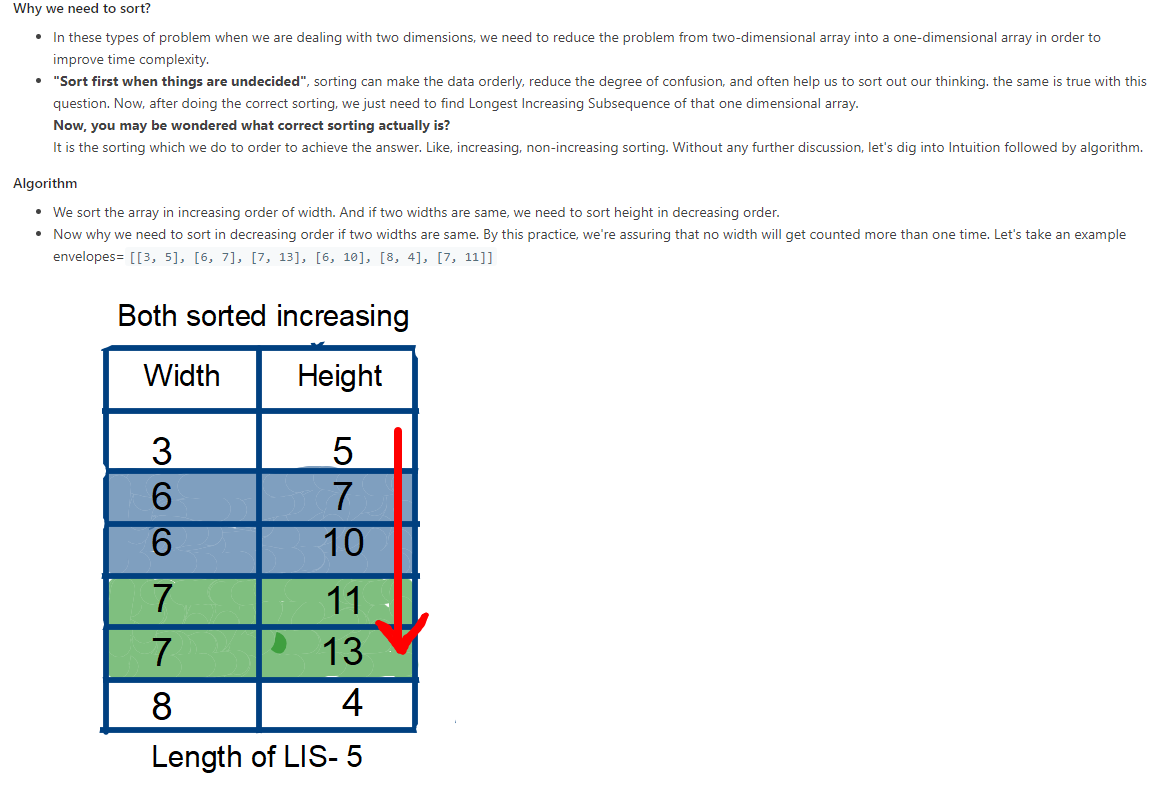 Why we need to sort?
• In these types of problem when we are dealing with two dimensions, we need to reduce the problem from two-dimensional array into a one-dimensional array in order to
improve time complexity.
• "Sort first when things are undecided", sorting can make the data orderly, reduce the degree of confusion, and often help us to sort out our thinking. the same is true with this
question. Now, after doing the correct sorting, we just need to find Longest Increasing Subsequence of that one dimensional array.
Now, you may be wondered what correct sorting actually is?
It is the sorting which we do to order to achieve the answer. Like, increasing, non-increasing sorting. Without any further discussion, let's dig into Intuition followed by algorithm.
Algorithm
• We sort the array in increasing order of width. And if two widths are same, we need to sort height in decreasing order.
• Now why we need to sort in decreasing order if two widths are same. By this practice, we're assuring that no width will get counted more than one time. Let's take an example
envelopes= [[3, 5], [6, 7], [7, 13], [6, 10], [8, 4], [7, 11]]
Both sorted increasing
Width Height
3 5
6 7
6 10
7 11
7 13
8 4
Length of LIS- 5